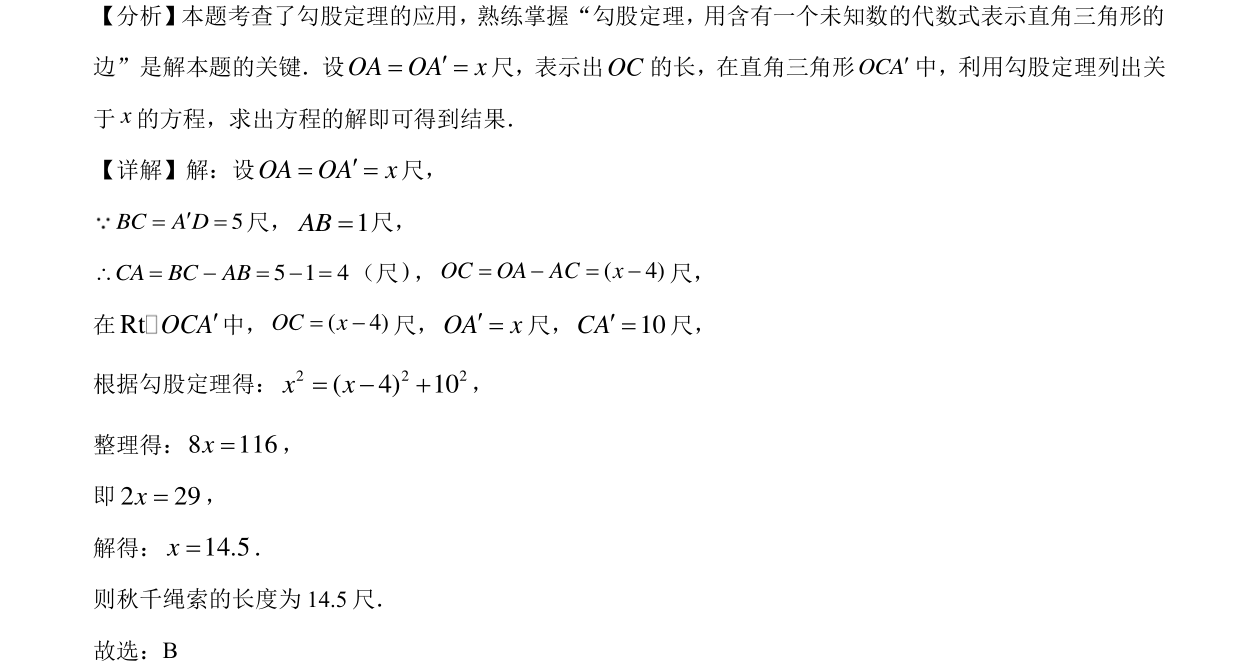 【分析】本题考查了勾股定理的应用，熟练掌握“勾股定理，用含有一个未知数的代数式表示直角三角形的
边”是解本题的关键．设OA＝OA′＝x尺，表示出OC的长，在直角三角形OCA′中，利用勾股定理列出关
于x的方程，求出方程的解即可得到结果．
【详解】解：设OA＝OA′＝x尺，
∵BC＝A′D＝5尺，AB＝1尺，
∴CA＝BC－AB＝5－1＝4（尺），OC＝OA－AC＝(x－4)尺，
在Rt□OCA′中，OC＝(x－4)尺，OA′＝x尺，CA′＝10尺，
根据勾股定理得：x²＝(x－4)²＋10²，
整理得：8x＝116，
即2x＝29，
解得：x＝14.5．
则秋千绳索的长度为14.5尺．
故选：B